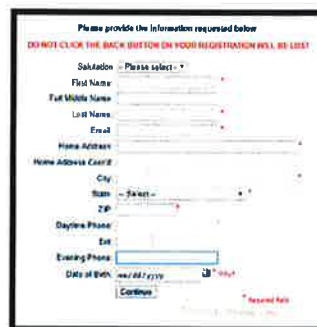 Please provide the information requested below
DO NOT CLICK THE BACK BUTTON OR YOUR REGISTRATION WILL BE LOST
Salutation -- Please select -- ▾
First Name: *
Full Middle Name:
Last Name: *
Email: *
Home Address: *
Home Address Cont'd:
City: *
State: -- Select -- ▾ *
ZIP: *
Daytime Phone: *
Ext:
Evening Phone:
Date of Birth: mm/dd/yyyy *
Continue
* Required field